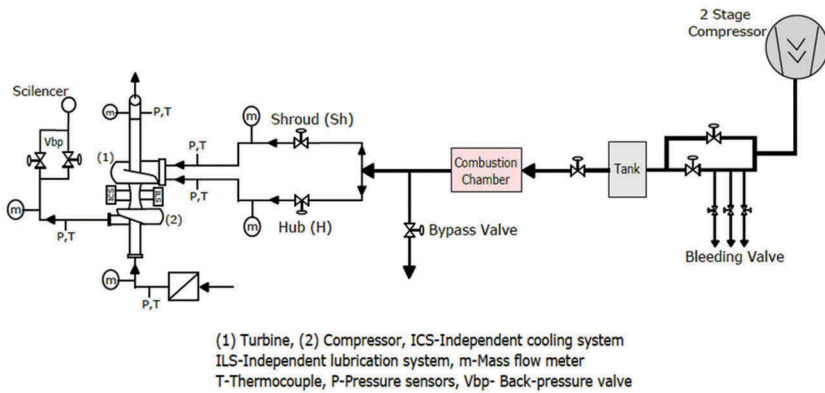 2 Stage
Compressor
Scilencer
Vbp
m
P,T
Shroud (Sh)
m
(1)
P,T
P,T
Combustion
Chamber
Tank
ICS
ILS
m
(2)
P,T
m
Hub (H)
Bypass Valve
Bleeding Valve
m
P,T
(1) Turbine, (2) Compressor, ICS-Independent cooling system
ILS-Independent lubrication system, m-Mass flow meter
T-Thermocouple, P-Pressure sensors, Vbp- Back-pressure valve